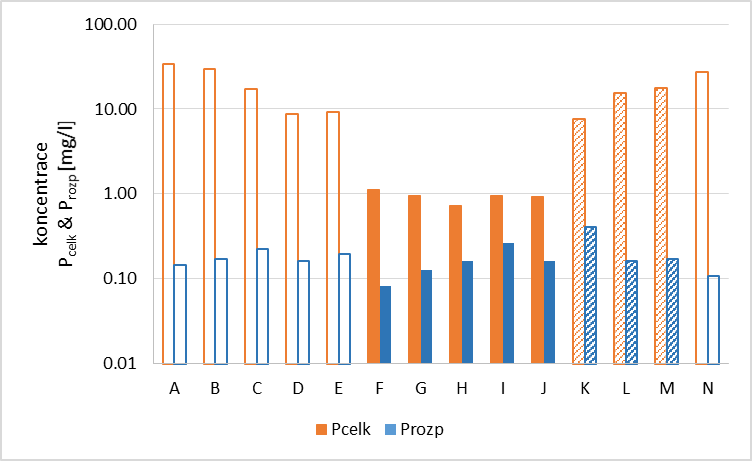 100.00
10.00
1.00
0.10
0.01
koncentrace
Pcelk & Prozp [mg/l]
A B C D E F G H I J K L M N
Pcelk Prozp